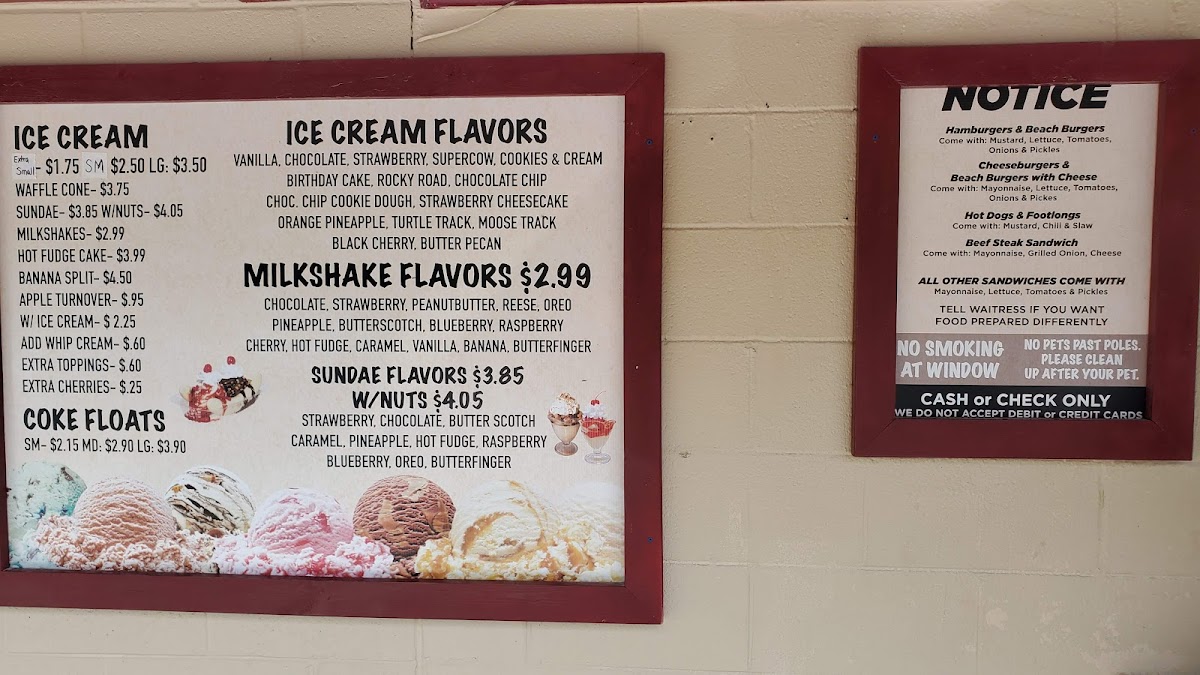 ICE CREAM
Extra Small - $1.75 SM $2.50 LG: $3.50
WAFFLE CONE- $3.75
SUNDAE- $3.85 W/NUTS- $4.05
MILKSHAKES- $2.99
HOT FUDGE CAKE- $3.99
BANANA SPLIT- $4.50
APPLE TURNOVER- $.95
W/ ICE CREAM- $ 2.25
ADD WHIP CREAM- $.60
EXTRA TOPPINGS- $.60
EXTRA CHERRIES- $.25
COKE FLOATS
SM- $2.15 MD: $2.90 LG: $3.90
ICE CREAM FLAVORS
VANILLA, CHOCOLATE, STRAWBERRY, SUPERCOW, COOKIES & CREAM
BIRTHDAY CAKE, ROCKY ROAD, CHOCOLATE CHIP
CHOC. CHIP COOKIE DOUGH, STRAWBERRY CHEESECAKE
ORANGE PINEAPPLE, TURTLE TRACK, MOOSE TRACK
BLACK CHERRY, BUTTER PECAN
MILKSHAKE FLAVORS $2.99
CHOCOLATE, STRAWBERRY, PEANUTBUTTER, REESE, OREO
PINEAPPLE, BUTTERSCOTCH, BLUEBERRY, RASPBERRY
CHERRY, HOT FUDGE, CARAMEL, VANILLA, BANANA, BUTTERFINGER
SUNDAE FLAVORS $3.85
W/NUTS $4.05
STRAWBERRY, CHOCOLATE, BUTTER SCOTCH
CARAMEL, PINEAPPLE, HOT FUDGE, RASPBERRY
BLUEBERRY, OREO, BUTTERFINGER
NOTICE
Hamburgers & Beach Burgers
Come with: Mustard, Lettuce, Tomatoes,
Onions & Pickles
Cheeseburgers &
Beach Burgers with Cheese
Come with: Mayonnaise, Lettuce, Tomatoes,
Onions & Pickes
Hot Dogs & Footlongs
Come with: Mustard, Chili & Slaw
Beef Steak Sandwich
Come with: Mayonnaise, Grilled Onion, Cheese
ALL OTHER SANDWICHES COME WITH
Mayonnaise, Lettuce, Tomatoes & Pickles
TELL WAITRESS IF YOU WANT
FOOD PREPARED DIFFERENTLY
NO SMOKING
AT WINDOW
NO PETS PAST POLES.
PLEASE CLEAN
UP AFTER YOUR PET.
CASH or CHECK ONLY
WE DO NOT ACCEPT DEBIT or CREDIT CARDS